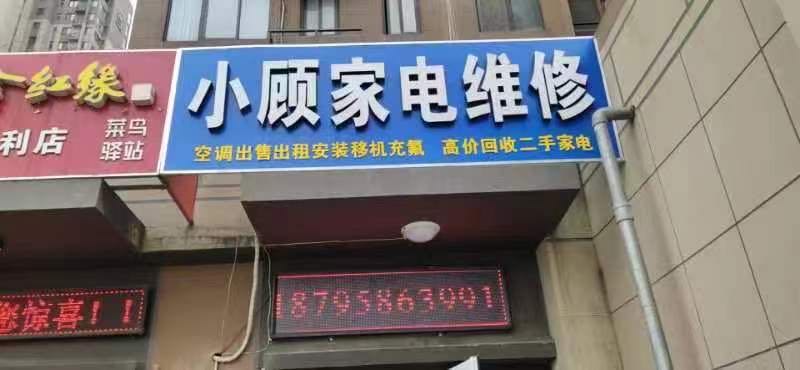 红缘
利店
菜鸟
驿站
小顾家电维修
空调出售出租安装移机充氟 高价回收二手家电
惊喜!!
18795863991